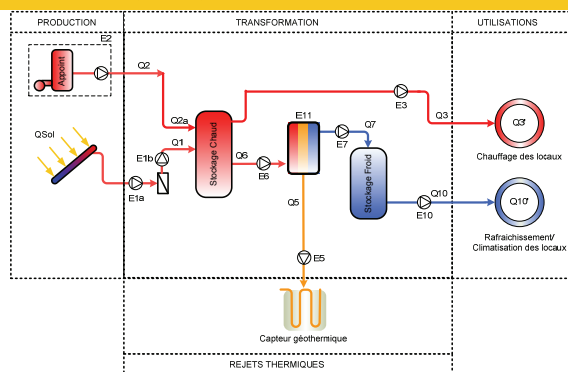 PRODUCTION
TRANSFORMATION
UTILISATIONS
E2
Appoint
Q2
E3
Q3
Q3'
Chauffage des locaux
QSol
Q2a
Q1
E1b
E1a
Stockage Chaud
Q6
E6
E11
E7
Q7
Stockage Froid
Q5
Q10
E10
Q10'
Rafraichissement/
Climatisation des locaux
E5
Capteur géothermique
REJETS THERMIQUES